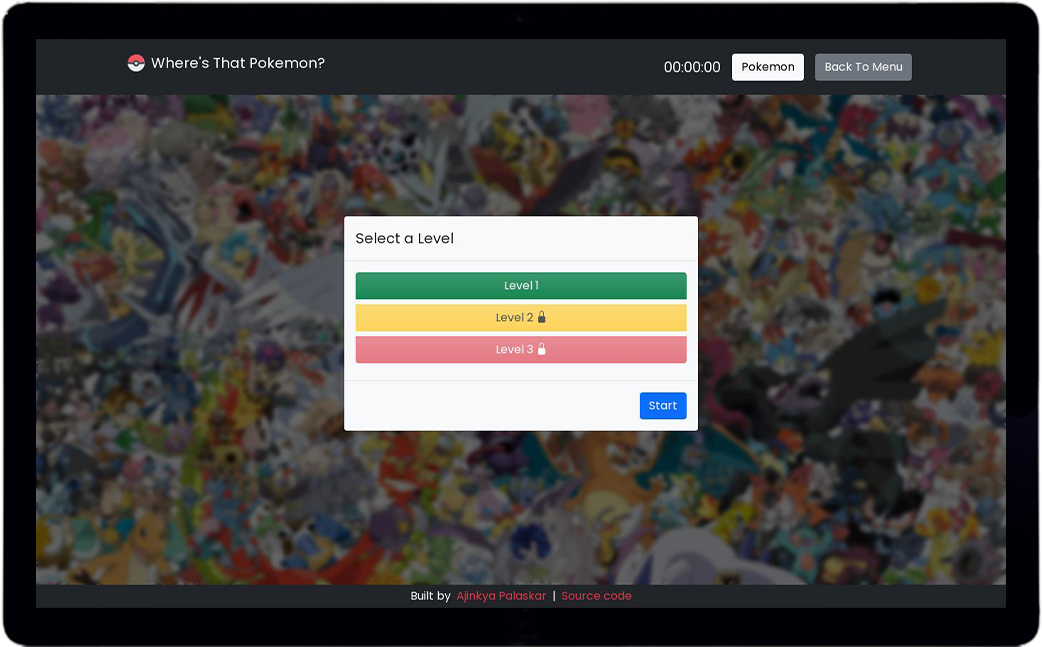 Where's That Pokemon?
00:00:00 Pokemon Back To Menu
Select a Level
Level 1
Level 2
Level 3
Start
Built by Ajinkya Palaskar | Source code